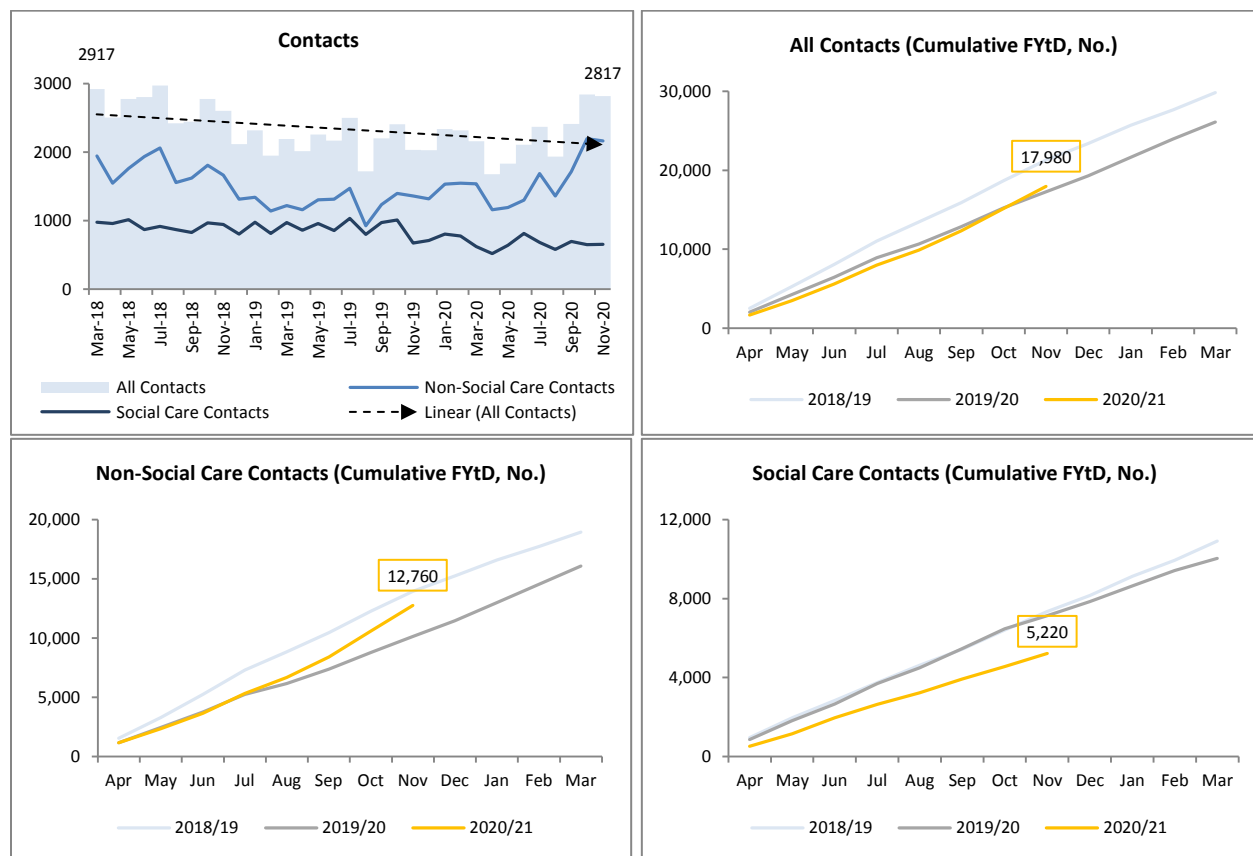 Contacts
2917
2817
3000
2000
1000
0
Mar-18
May-18
Jul-18
Sep-18
Nov-18
Jan-19
Mar-19
May-19
Jul-19
Sep-19
Nov-19
Jan-20
Mar-20
May-20
Jul-20
Sep-20
Nov-20
All Contacts
Non-Social Care Contacts
Social Care Contacts
Linear (All Contacts)
All Contacts (Cumulative FYtD, No.)
30,000
20,000
10,000
0
17,980
Apr May Jun Jul Aug Sep Oct Nov Dec Jan Feb Mar
2018/19 2019/20 2020/21
Non-Social Care Contacts (Cumulative FYtD, No.)
20,000
15,000
10,000
5,000
0
12,760
Apr May Jun Jul Aug Sep Oct Nov Dec Jan Feb Mar
2018/19 2019/20 2020/21
Social Care Contacts (Cumulative FYtD, No.)
12,000
8,000
4,000
0
5,220
Apr May Jun Jul Aug Sep Oct Nov Dec Jan Feb Mar
2018/19 2019/20 2020/21